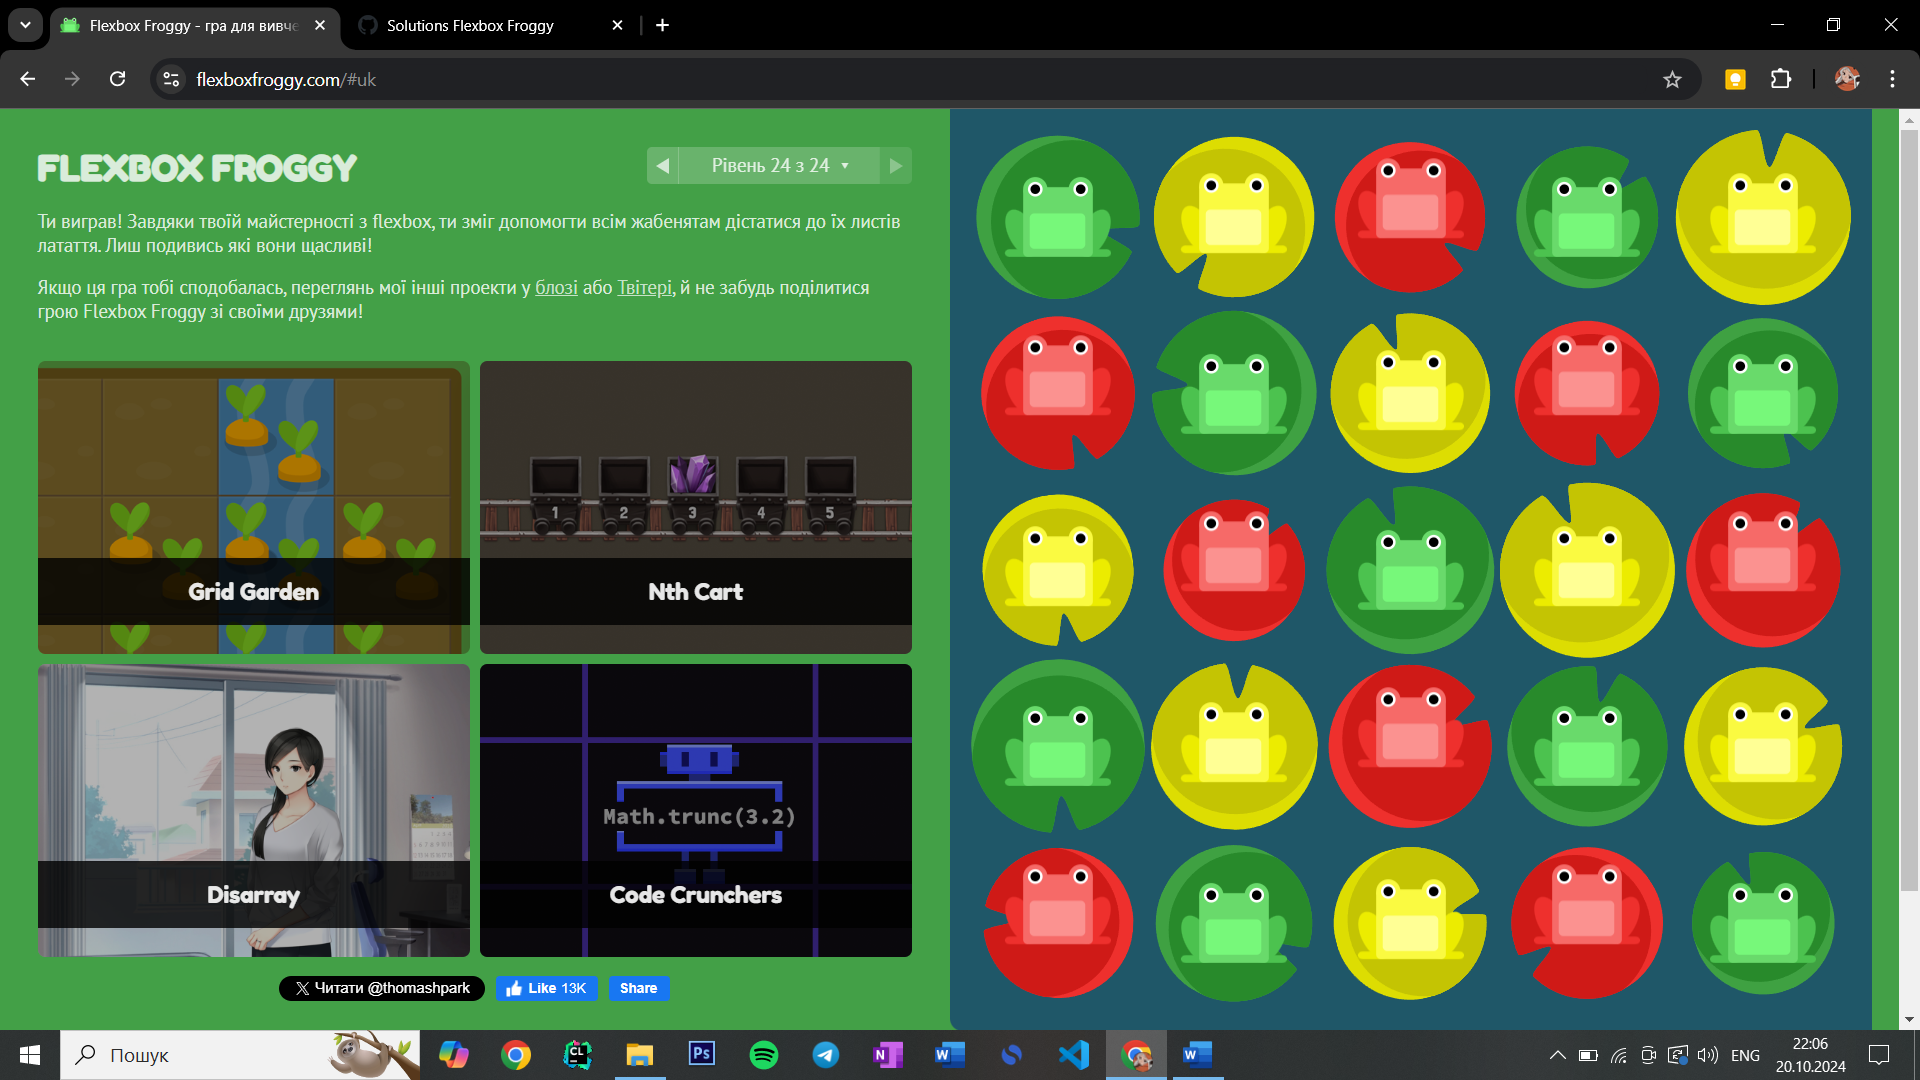 Flexbox Froggy - гра для вивче
Solutions Flexbox Froggy
flexboxfroggy.com/#uk
FLEXBOX FROGGY
Рівень 24 з 24
Ти виграв! Завдяки твоїй майстерності з flexbox, ти зміг допомогти всім жабенятам дістатися до їх листів
латаття. Лиш подивись які вони щасливі!
Якщо ця гра тобі сподобалась, переглянь мої інші проекти у блозі або Твітері, й не забудь поділитися
грою Flexbox Froggy зі своїми друзями!
Grid Garden
1 2 3 4 5
Nth Cart
Disarray
Math.trunc(3.2)
Code Crunchers
Читати @thomashpark
Like 13K
Share
Пошук
CL
Ps
N
W
W
ENG
22:06
20.10.2024